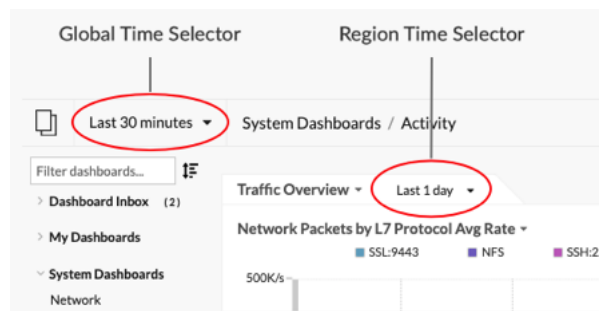 Global Time Selector
Region Time Selector
Last 30 minutes
System Dashboards / Activity
Filter dashboards...
Traffic Overview
Last 1 day
Dashboard Inbox (2)
Network Packets by L7 Protocol Avg Rate
My Dashboards
SSL:9443
NFS
SSH:2
System Dashboards
500K/s
Network